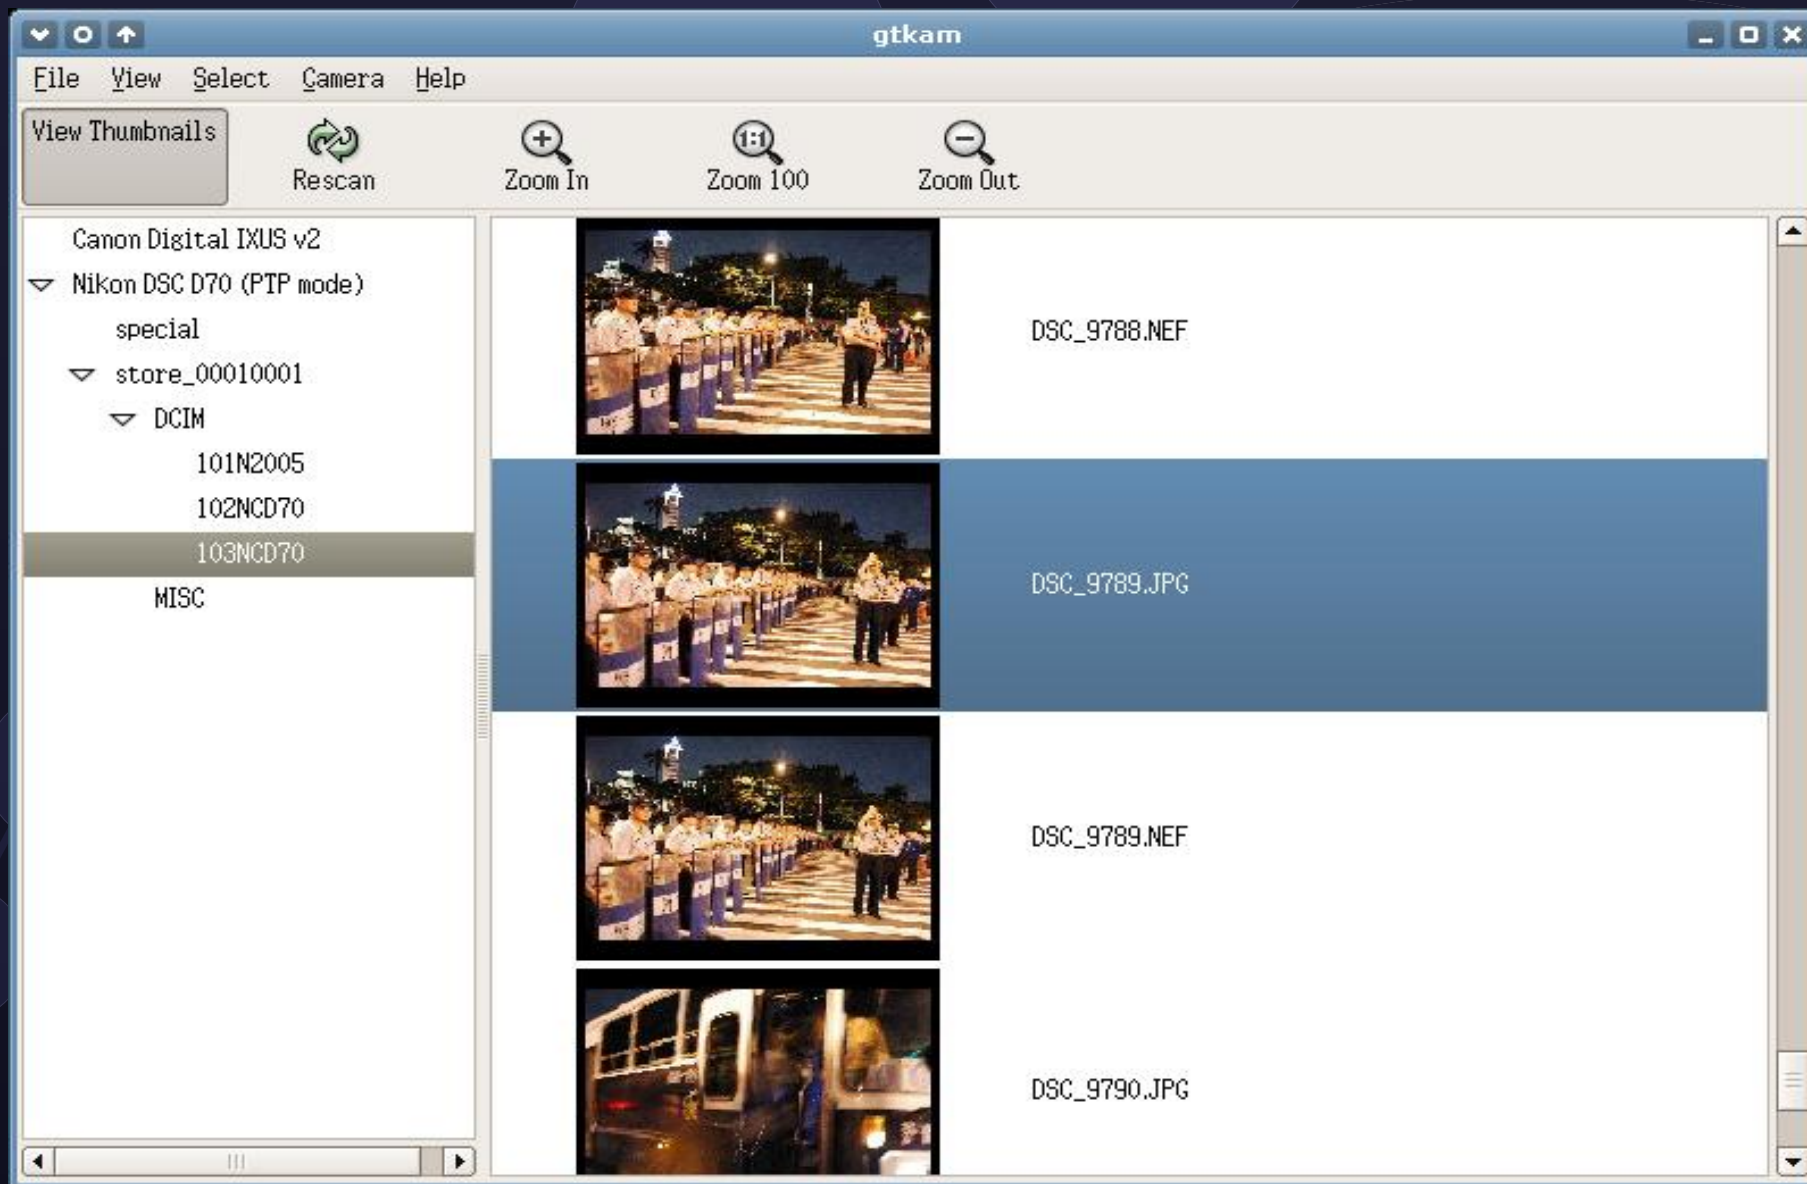 gtkam
File View Select Camera Help
View Thumbnails
Rescan
Zoom In
Zoom 100
Zoom Out
Canon Digital IXUS v2
Nikon DSC D70 (PTP mode)
special
store_00010001
DCIM
101N2005
102NCD70
103NCD70
MISC
DSC_9788.NEF
DSC_9789.JPG
DSC_9789.NEF
DSC_9790.JPG